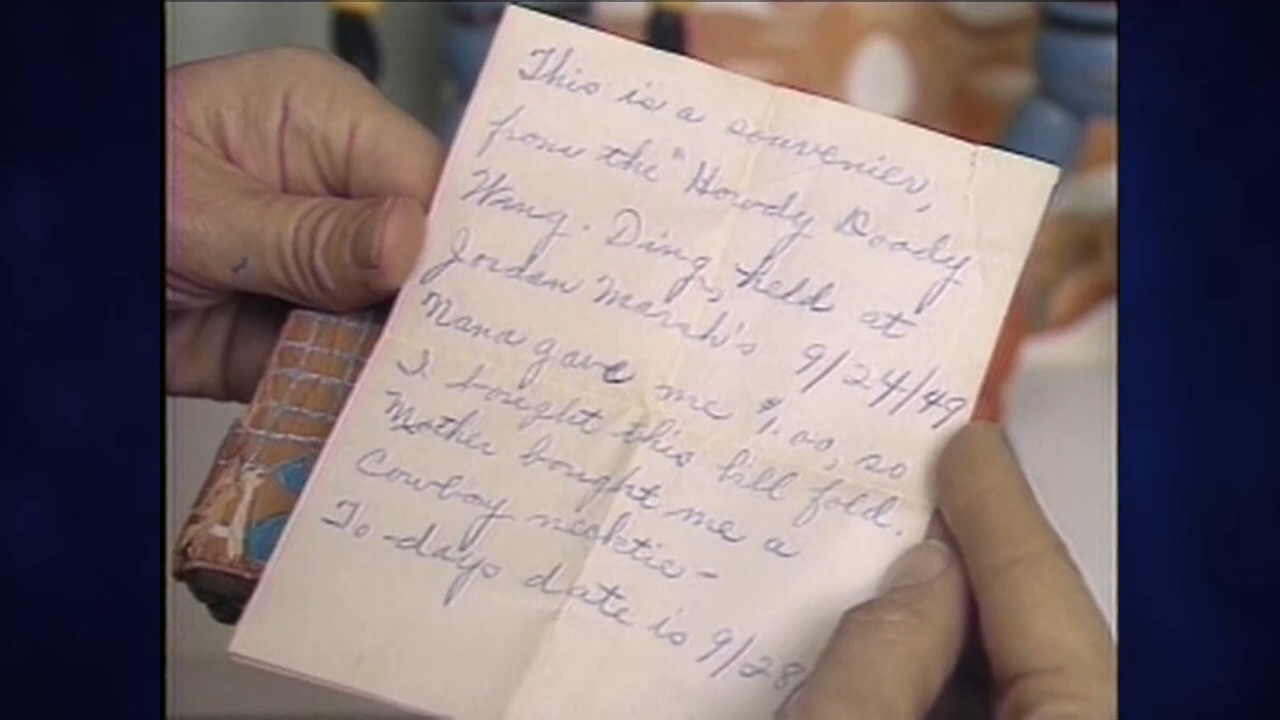 This is a souvenier,
from the "Howdy Doody
Wing. Ding, held at
Jordan Marsh's 9/24/49
Nana gave me $1.00, so
I bought this bill fold.
Mother bought me a
Cowboy necktie-
To-days date is 9/28/